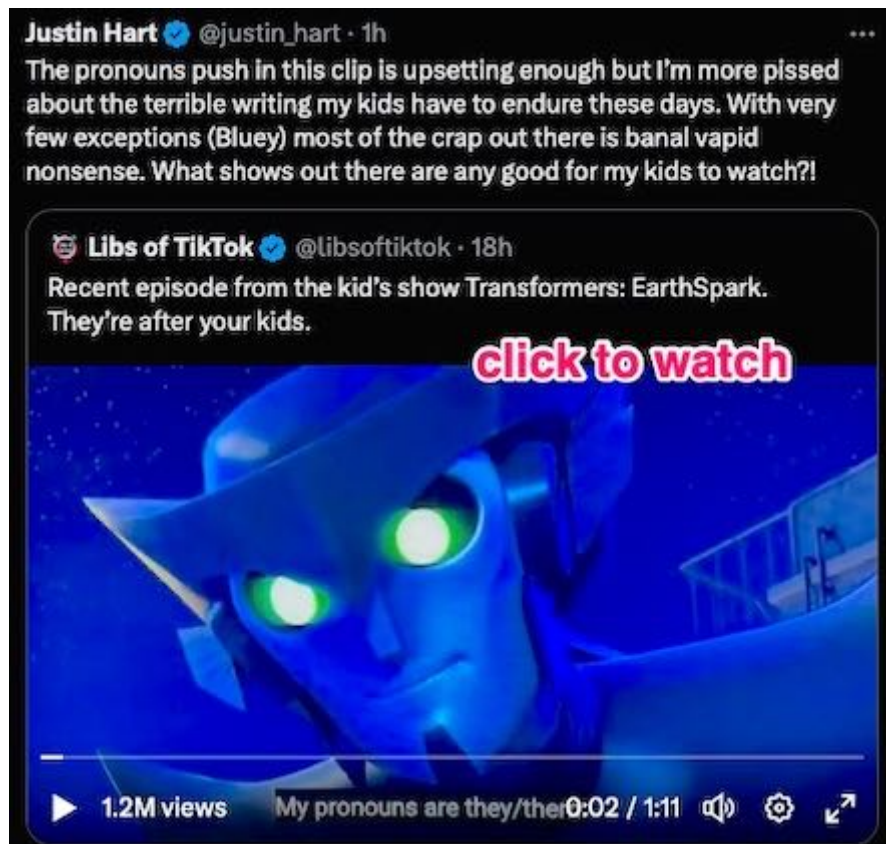 Justin Hart @justin_hart · 1h
The pronouns push in this clip is upsetting enough but I'm more pissed
about the terrible writing my kids have to endure these days. With very
few exceptions (Bluey) most of the crap out there is banal vapid
nonsense. What shows out there are any good for my kids to watch?!
Libs of TikTok @libsoftiktok · 18h
Recent episode from the kid's show Transformers: EarthSpark.
They're after your kids.
click to watch
1.2M views My pronouns are they/ther 0:02 / 1:11